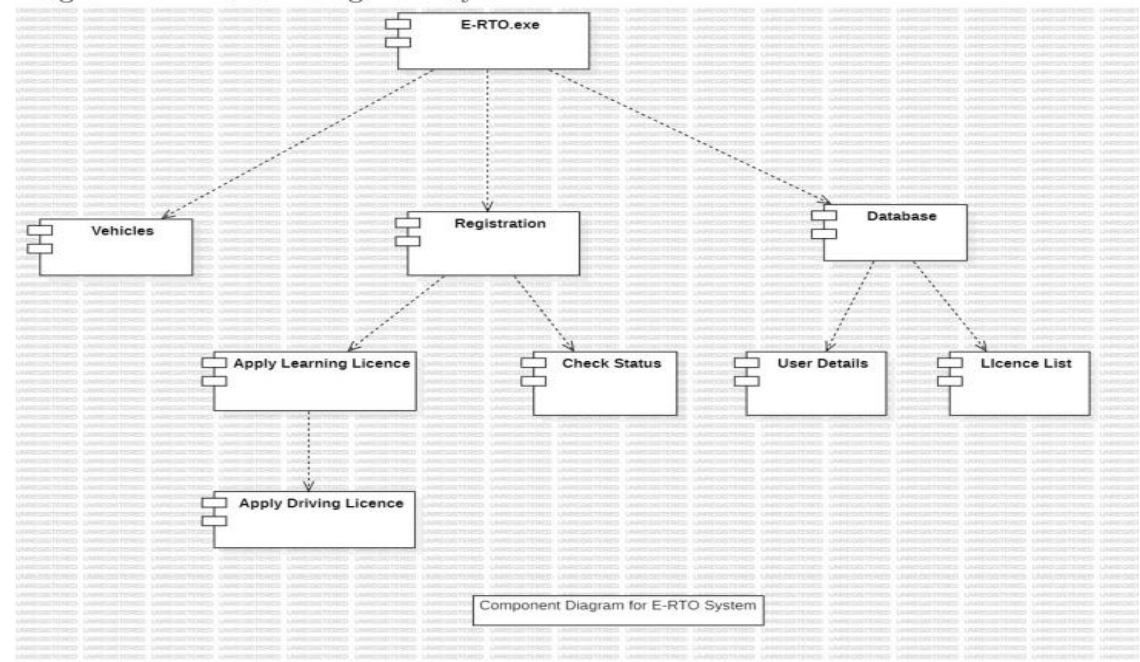 E-RTO.exe
Vehicles
Registration
Database
Apply Learning Licence
Check Status
User Details
LIcence List
Apply Driving Licence
Component Diagram for E-RTO System